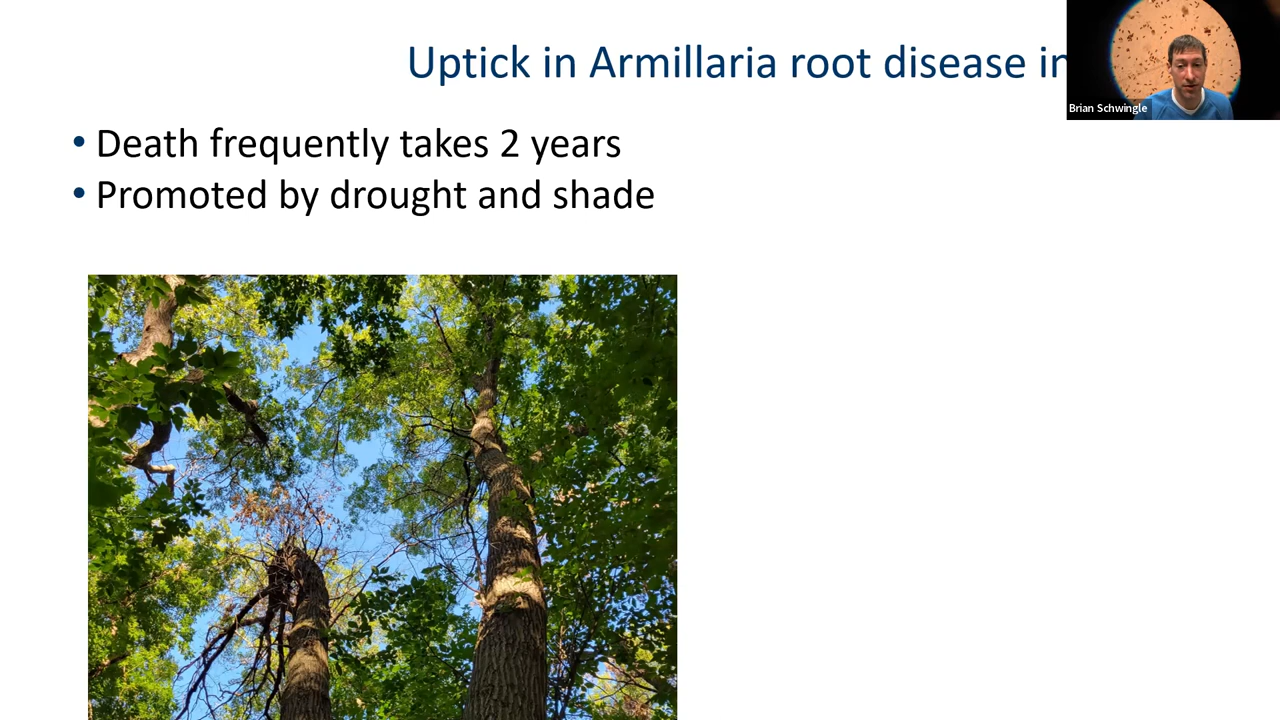 Uptick in Armillaria root disease in
Brian Schwingle
• Death frequently takes 2 years
• Promoted by drought and shade